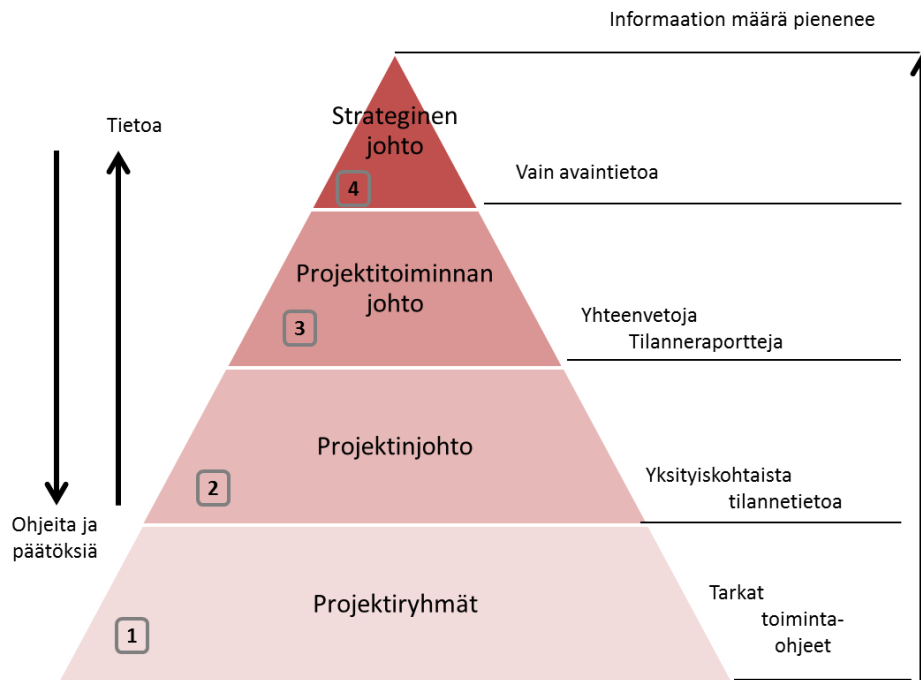 Informaation määrä pienenee
Tietoa
Strateginen
johto
4
Vain avaintietoa
Projektitoiminnan
johto
3
Yhteenvetoja
Tilanneraportteja
Projektinjohto
2
Yksityiskohtaista
tilannetietoa
Ohjeita ja
päätöksiä
Projektiryhmät
1
Tarkat
toiminta-
ohjeet